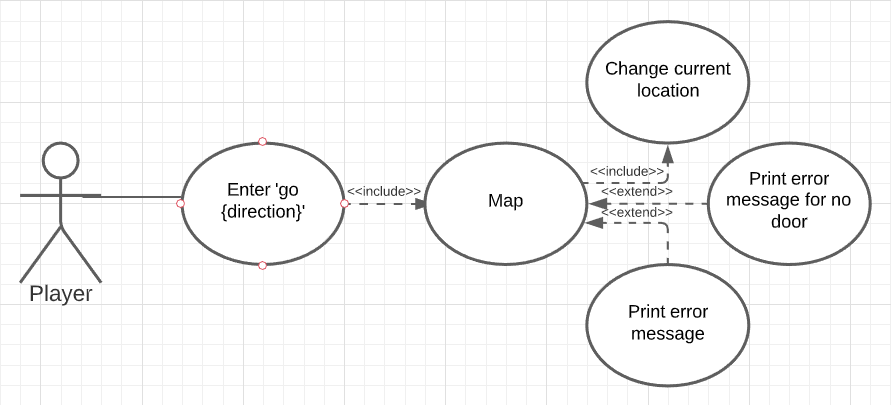 Change current
location
<<include>>
Print error
message for no
door
Enter 'go
{direction}'
<<include>>
Map
<<extend>>
<<extend>>
Player
Print error
message